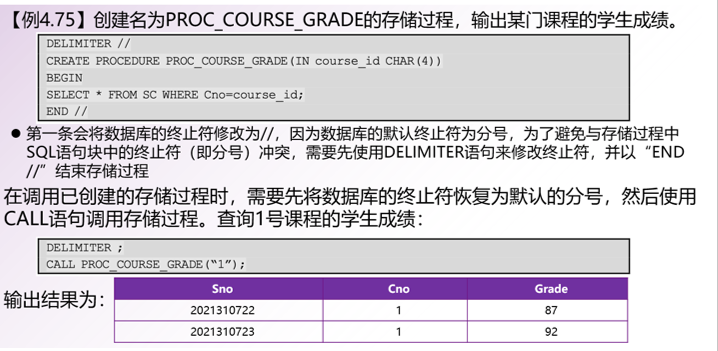 【例4.75】创建名为PROC_COURSE_GRADE的存储过程，输出某门课程的学生成绩。
DELIMITER //
CREATE PROCEDURE PROC_COURSE_GRADE(IN course_id CHAR(4))
BEGIN
SELECT * FROM SC WHERE Cno=course_id;
END //
● 第一条会将数据库的终止符修改为//，因为数据库的默认终止符为分号，为了避免与存储过程中
SQL语句块中的终止符（即分号）冲突，需要先使用DELIMITER语句来修改终止符，并以“END
//”结束存储过程
在调用已创建的存储过程时，需要先将数据库的终止符恢复为默认的分号，然后使用
CALL语句调用存储过程。查询1号课程的学生成绩：
DELIMITER ;
CALL PROC_COURSE_GRADE(“1”);
输出结果为：
Sno Cno Grade
2021310722 1 87
2021310723 1 92